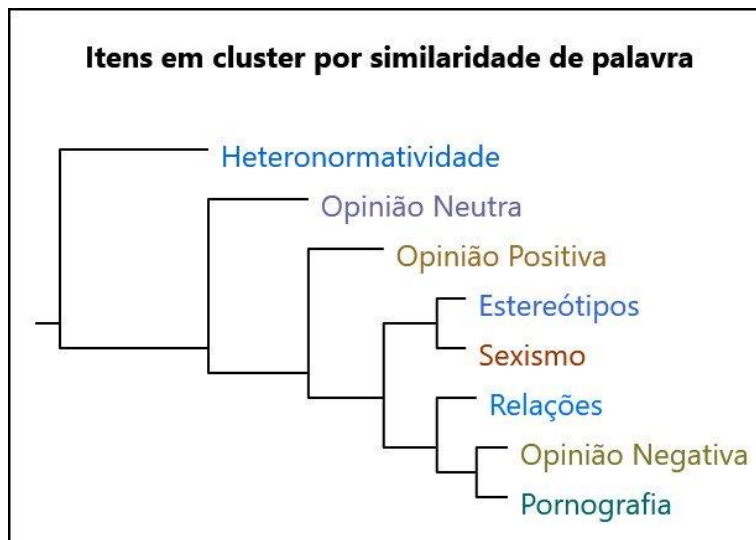 Itens em cluster por similaridade de palavra
Heteronormatividade
Opinião Neutra
Opinião Positiva
Estereótipos
Sexismo
Relações
Opinião Negativa
Pornografia